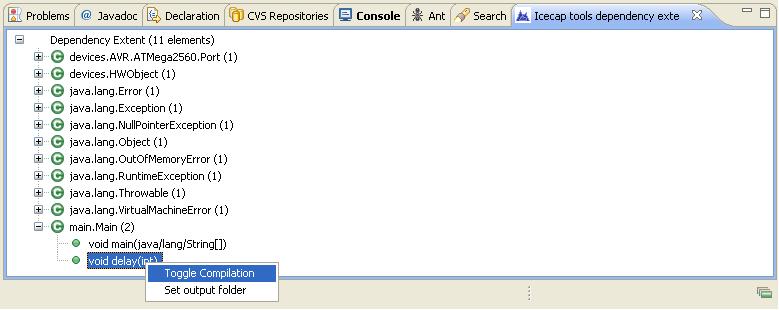 Problems @ Javadoc Declaration CVS Repositories Console Ant Search Icecap tools dependency exte
Dependency Extent (11 elements)
devices.AVR.ATMega2560.Port (1)
devices.HWObject (1)
java.lang.Error (1)
java.lang.Exception (1)
java.lang.NullPointerException (1)
java.lang.Object (1)
java.lang.OutOfMemoryError (1)
java.lang.RuntimeException (1)
java.lang.Throwable (1)
java.lang.VirtualMachineError (1)
main.Main (2)
void main(java/lang/String[])
void delay(int)
Toggle Compilation
Set output folder